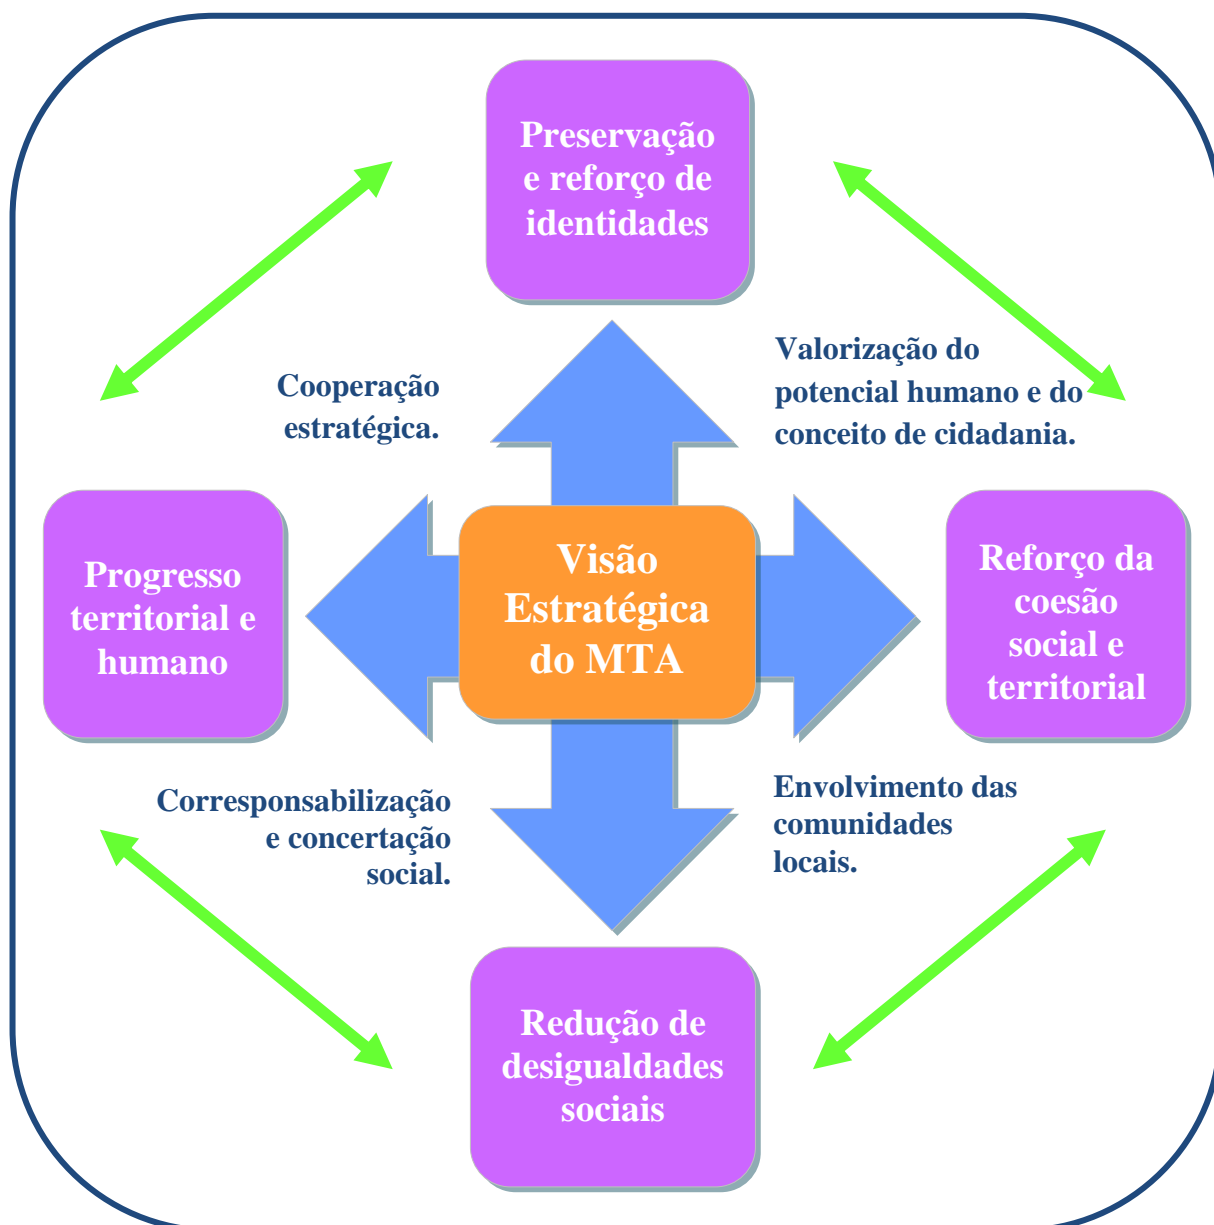 Preservação
e reforço de
identidades
Cooperação
estratégica.
Valorização do
potencial humano e do
conceito de cidadania.
Progresso
territorial e
humano
Visão
Estratégica
do MTA
Reforço da
coesão
social e
territorial
Corresponsabilização
e concertação
social.
Envolvimento das
comunidades
locais.
Redução de
desigualdades
sociais